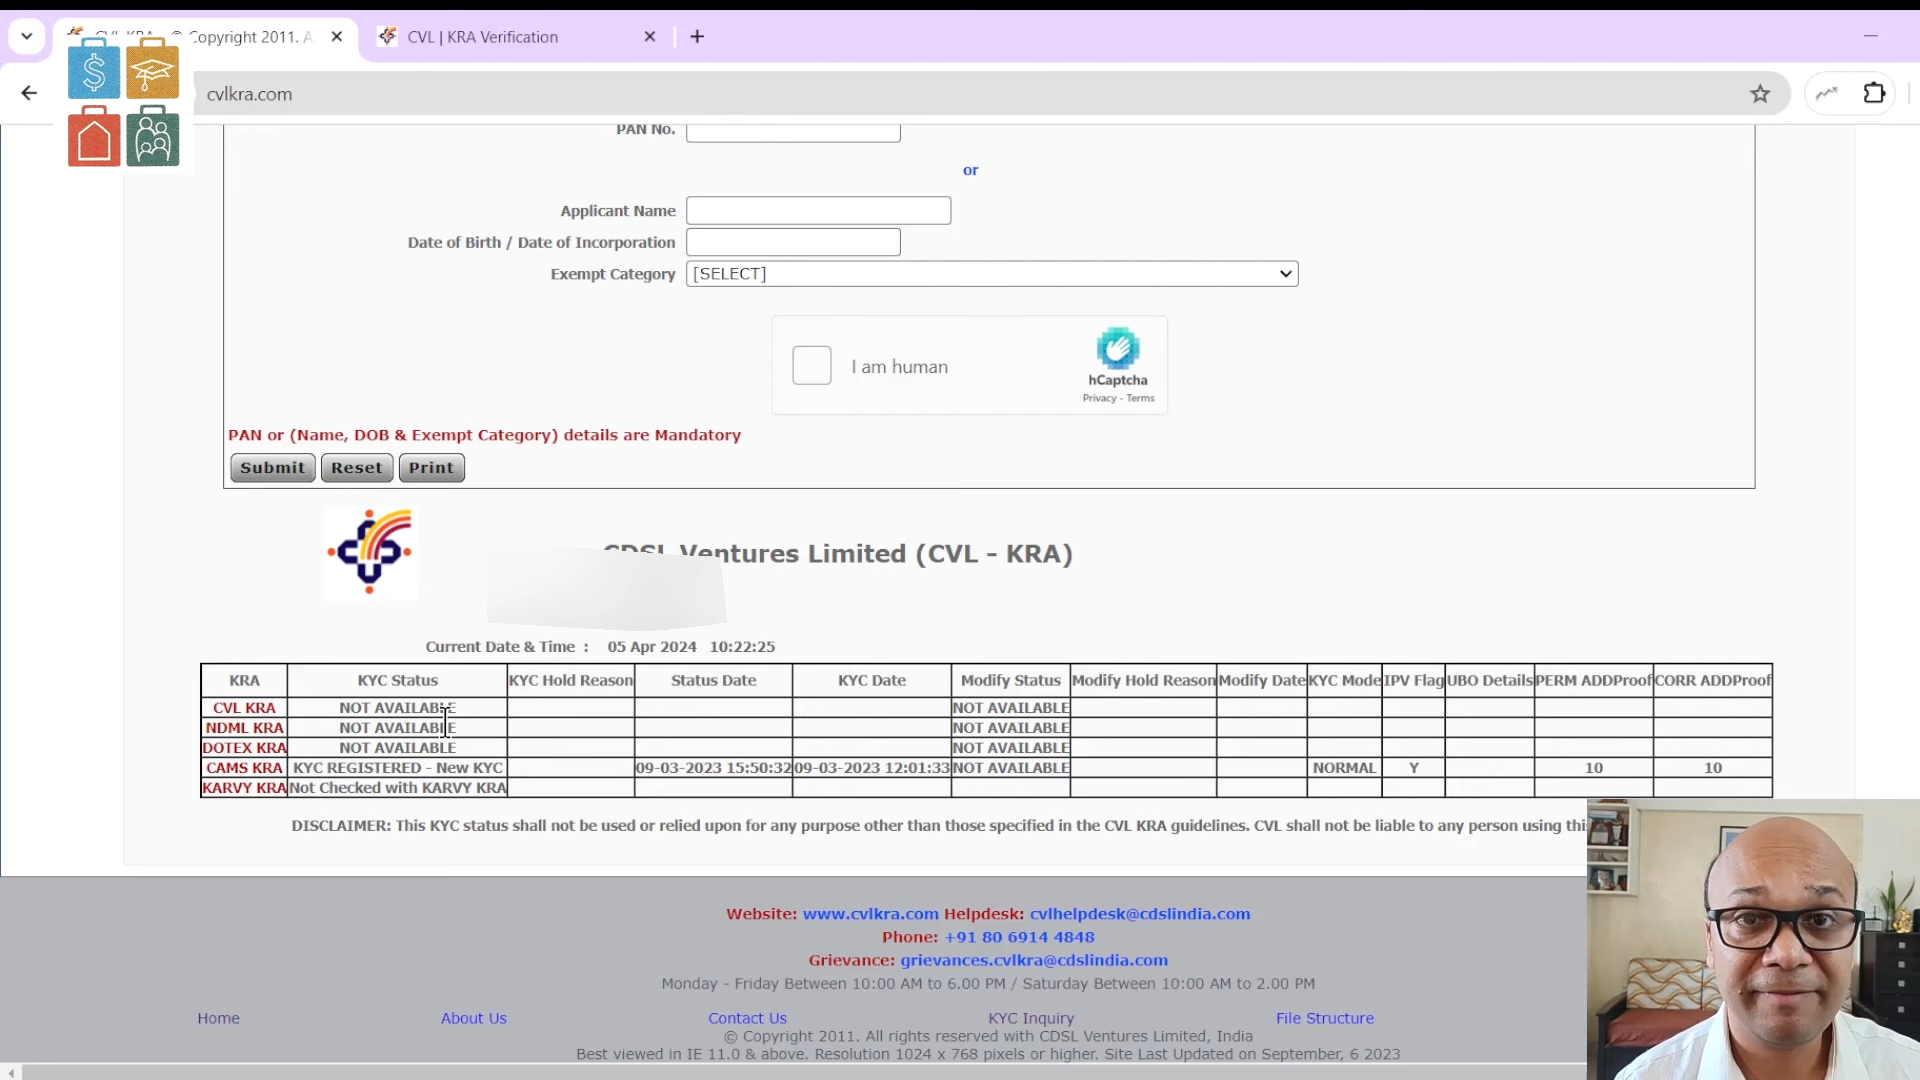 Copyright 2011. A
CVL | KRA Verification
cvlkra.com
PAN No.
or
Applicant Name
Date of Birth / Date of Incorporation
Exempt Category [SELECT]
I am human
hCaptcha
Privacy - Terms
PAN or (Name, DOB & Exempt Category) details are Mandatory
Submit Reset Print
CDSL Ventures Limited (CVL - KRA)
Current Date & Time : 05 Apr 2024 10:22:25
KRA KYC Status KYC Hold Reason Status Date KYC Date Modify Status Modify Hold Reason Modify Date KYC Mode IPV Flag UBO Details PERM ADDProof CORR ADDProof
CVL KRA NOT AVAILABLE NOT AVAILABLE
NDML KRA NOT AVAILABLE NOT AVAILABLE
DOTEX KRA NOT AVAILABLE NOT AVAILABLE
CAMS KRA KYC REGISTERED - New KYC 09-03-2023 15:50:32 09-03-2023 12:01:33 NOT AVAILABLE NORMAL Y 10 10
KARVY KRA Not Checked with KARVY KRA
DISCLAIMER: This KYC status shall not be used or relied upon for any purpose other than those specified in the CVL KRA guidelines. CVL shall not be liable to any person using thi
Website: www.cvlkra.com Helpdesk: cvlhelpdesk@cdslindia.com
Phone: +91 80 6914 4848
Grievance: grievances.cvlkra@cdslindia.com
Monday - Friday Between 10:00 AM to 6.00 PM / Saturday Between 10:00 AM to 2.00 PM
Home About Us Contact Us KYC Inquiry File Structure
© Copyright 2011. All rights reserved with CDSL Ventures Limited, India
Best viewed in IE 11.0 & above. Resolution 1024 x 768 pixels or higher. Site Last Updated on September, 6 2023